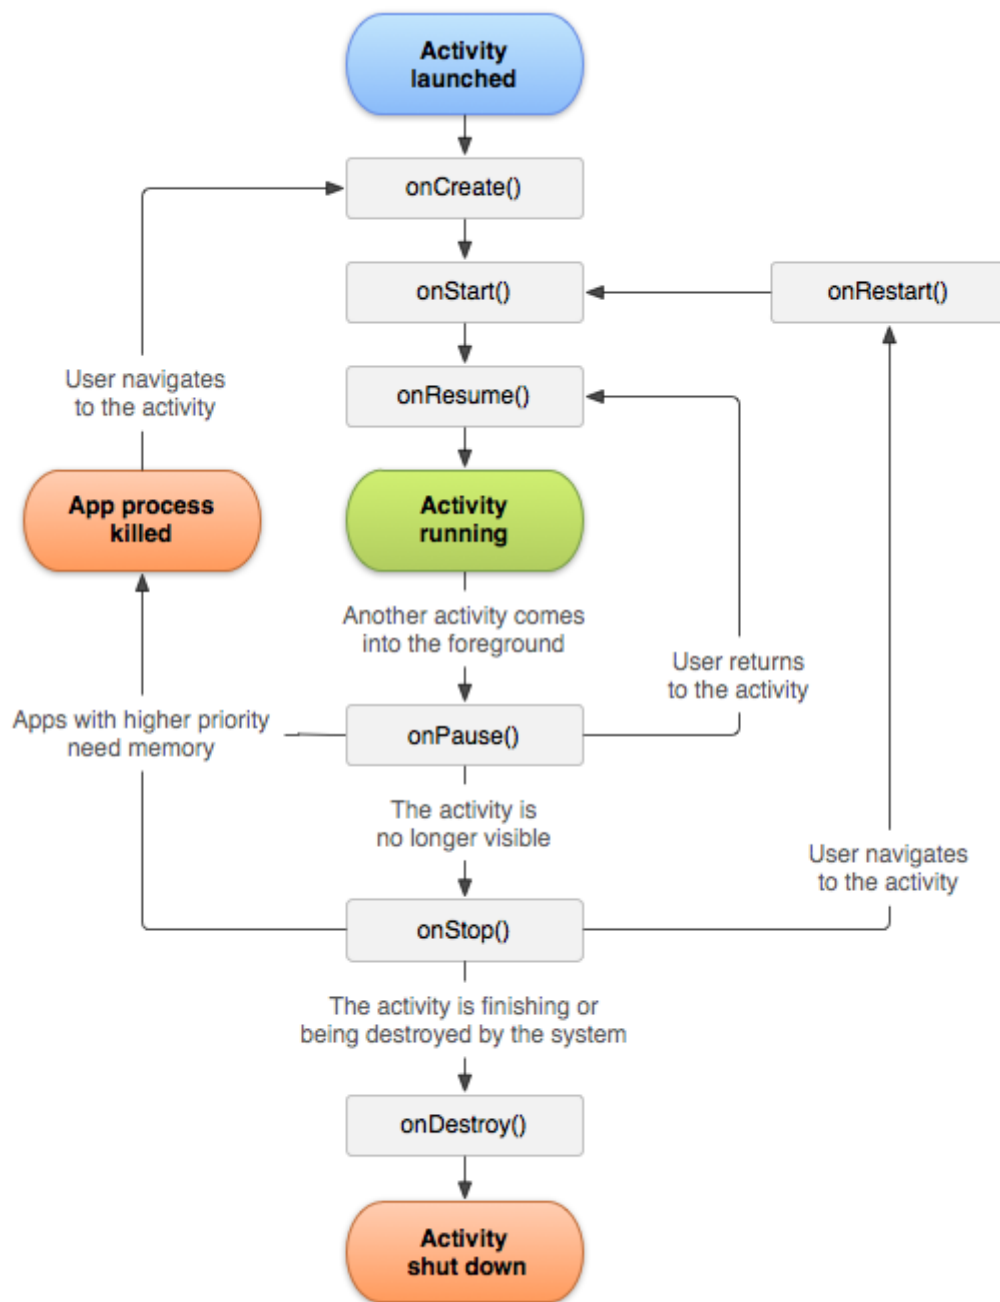 Activity
launched
onCreate()
onStart()
onRestart()
User navigates
to the activity
onResume()
App process
killed
Activity
running
Another activity comes
into the foreground
User returns
to the activity
Apps with higher priority
need memory
onPause()
The activity is
no longer visible
User navigates
to the activity
onStop()
The activity is finishing or
being destroyed by the system
onDestroy()
Activity
shut down